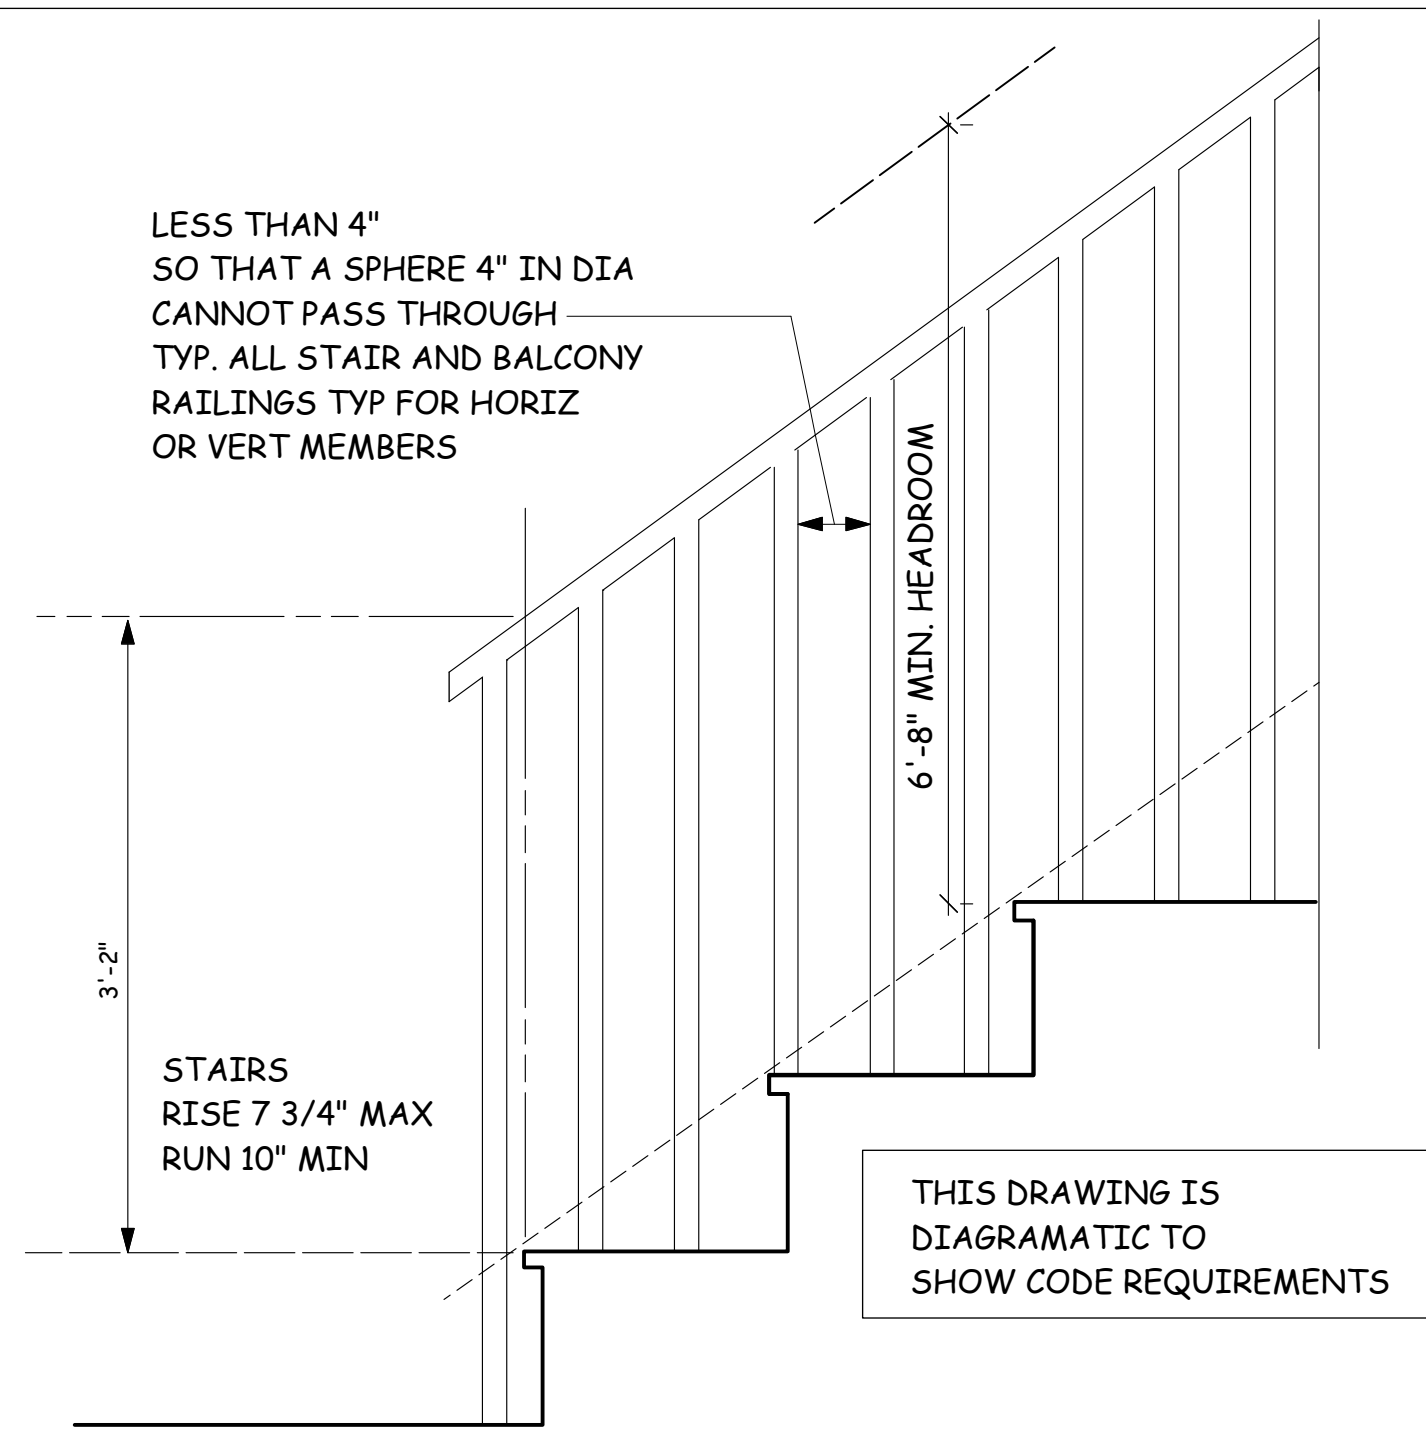 LESS THAN 4"
SO THAT A SPHERE 4" IN DIA
CANNOT PASS THROUGH
TYP. ALL STAIR AND BALCONY
RAILINGS TYP FOR HORIZ
OR VERT MEMBERS
6'-8" MIN. HEADROOM
3'-2"
STAIRS
RISE 7 3/4" MAX
RUN 10" MIN
THIS DRAWING IS
DIAGRAMATIC TO
SHOW CODE REQUIREMENTS